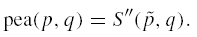 pea(p, q) = S″(p̃, q).